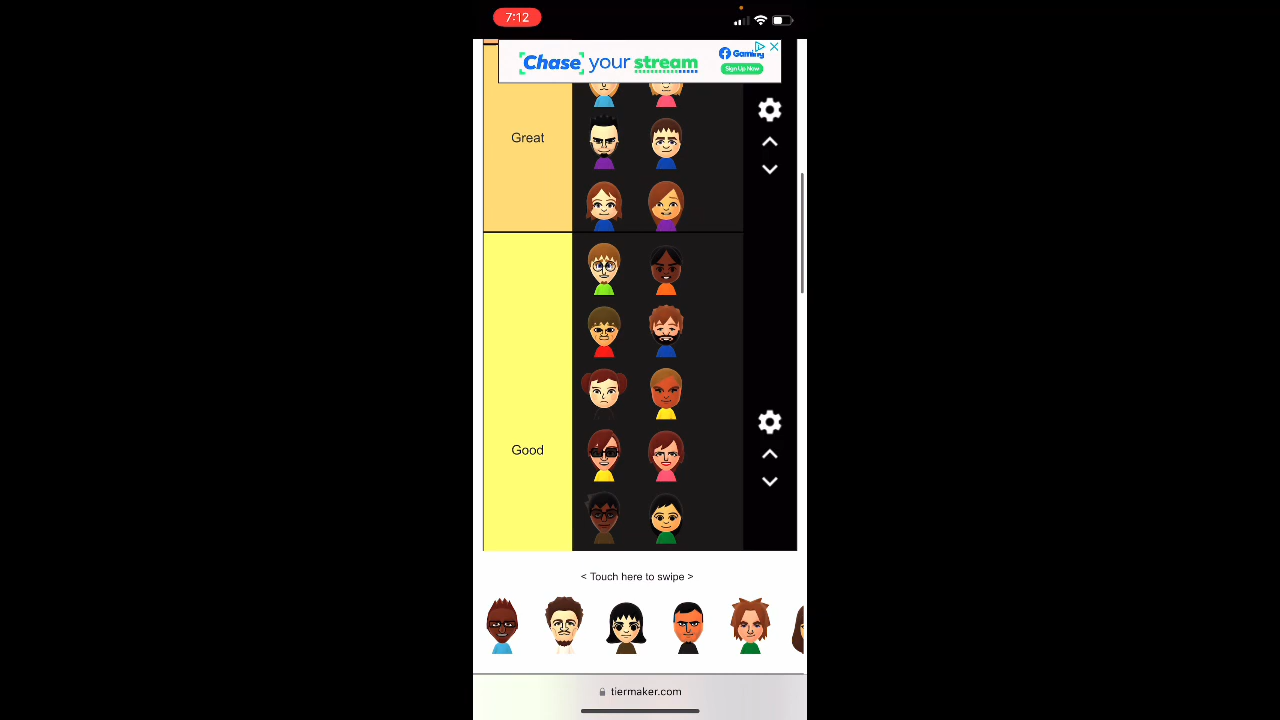 7:12
[Chase] your stream
Gaming
Sign Up Now
Great
Good
< Touch here to swipe >
tiermaker.com